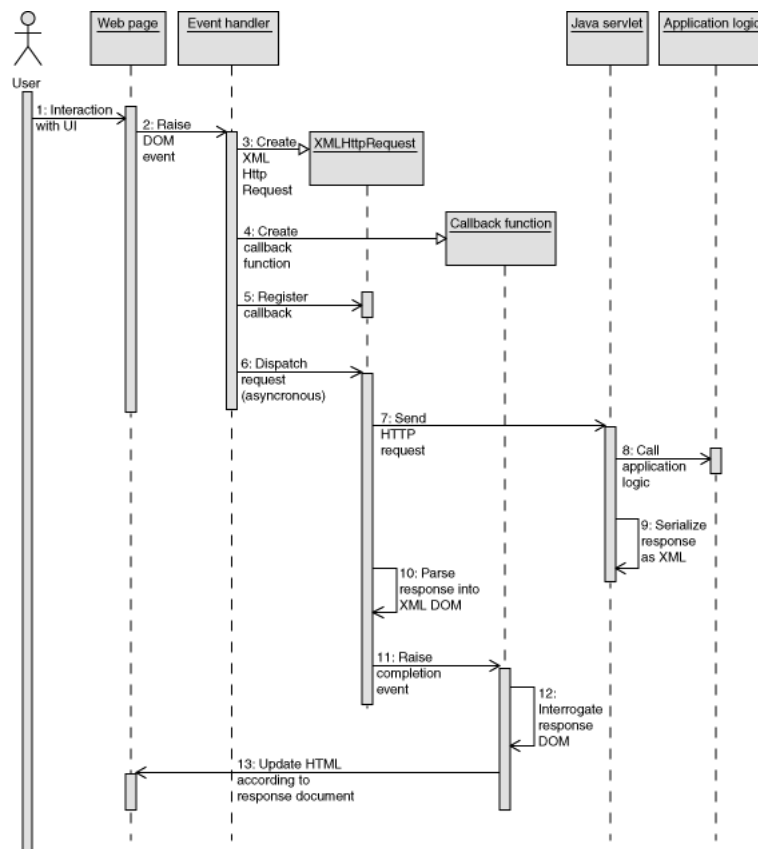 Web page
Event handler
Java servlet
Application logic
User
1: Interaction
with UI
2: Raise
DOM
event
3: Create
XML
Http
Request
XMLHttpRequest
4: Create
callback
function
Callback function
5: Register
callback
6: Dispatch
request
(asyncronous)
7: Send
HTTP
request
8: Call
application
logic
9: Serialize
response
as XML
10: Parse
response into
XML DOM
11: Raise
completion
event
12:
Interrogate
response
DOM
13: Update HTML
according to
response document